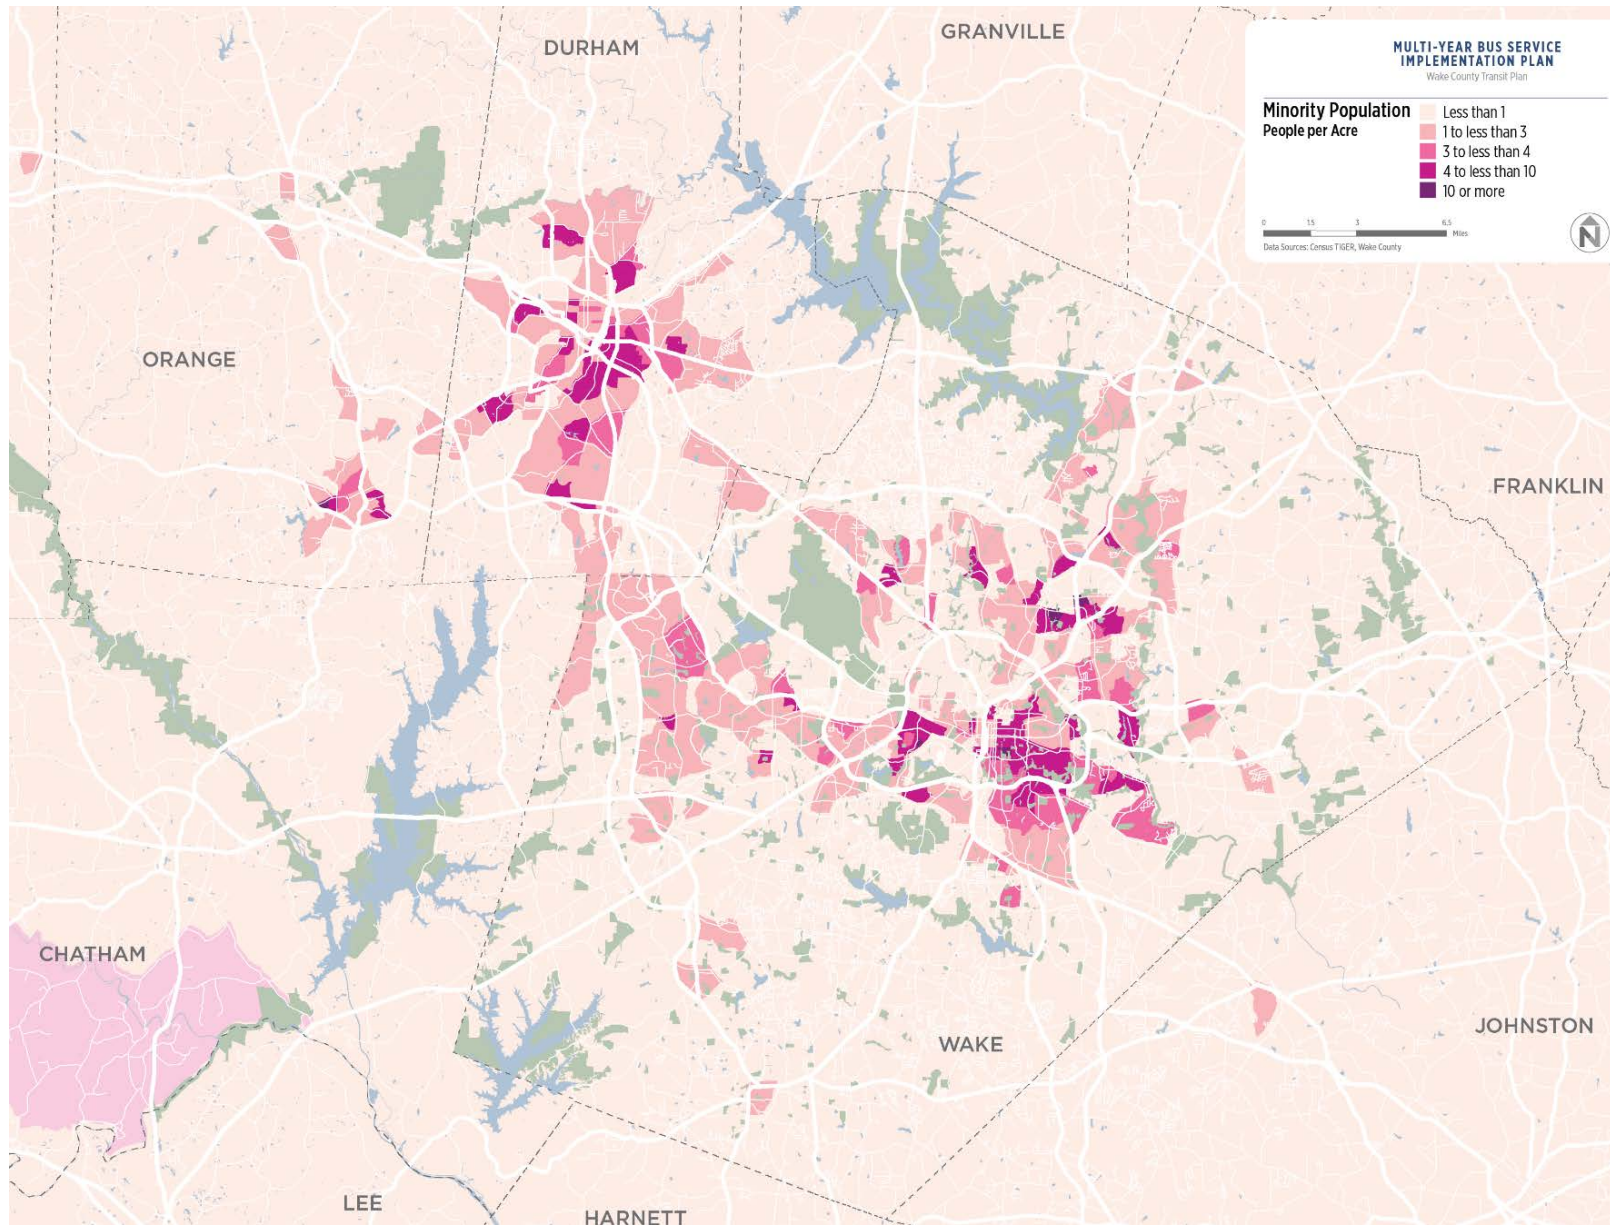 DURHAM
GRANVILLE
MULTI-YEAR BUS SERVICE
IMPLEMENTATION PLAN
Wake County Transit Plan
Minority Population
People per Acre
Less than 1
1 to less than 3
3 to less than 4
4 to less than 10
10 or more
0 1.5 3 6.5
Miles
Data Sources: Census TIGER, Wake County
N
ORANGE
FRANKLIN
CHATHAM
JOHNSTON
WAKE
LEE
HARNETT